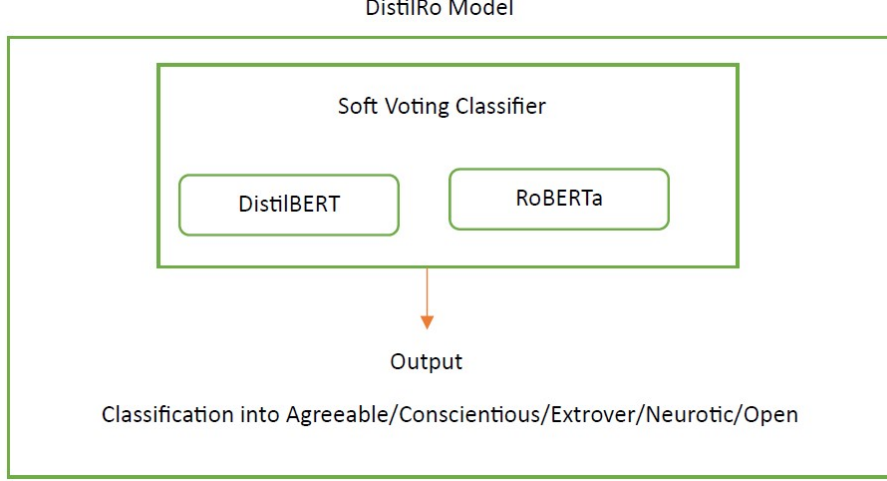 DistilRo Model
Soft Voting Classifier
DistilBERT
RoBERTa
Output
Classification into Agreeable/Conscientious/Extrover/Neurotic/Open